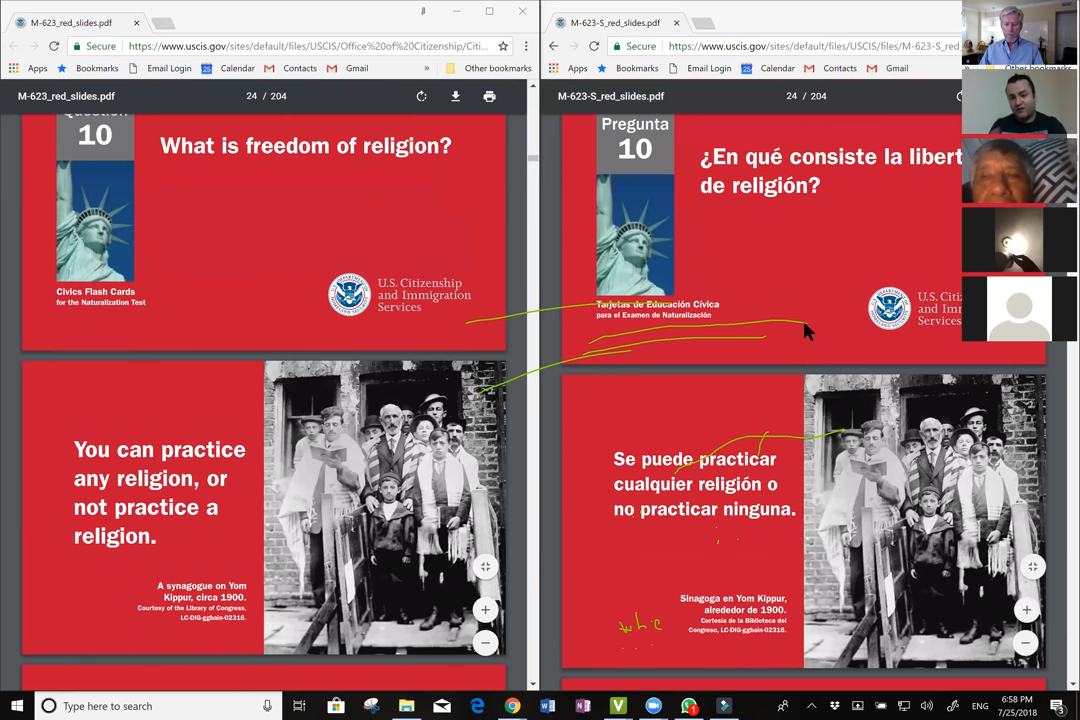 M-623_red_slides.pdf
Secure
https://www.uscis.gov/sites/default/files/USCIS/Office%20of%20Citizenship/Citi...
Apps
Bookmarks
Email Login
25
Calendar
Contacts
Gmail
»
Other bookmarks
M-623_red_slides.pdf
24 / 204
Question
10
What is freedom of religion?
Civics Flash Cards
for the Naturalization Test
U.S. Citizenship
and Immigration
Services
You can practice
any religion, or
not practice a
religion.
A synagogue on Yom
Kippur, circa 1900.
Courtesy of the Library of Congress,
LC-DIG-ggbain-02316.
M-623-S_red_slides.pdf
Secure
https://www.uscis.gov/sites/default/files/USCIS/files/M-623-S_red_
Apps
Bookmarks
Email Login
25
Calendar
Contacts
Gmail
Other bookmarks
M-623-S_red_slides.pdf
24 / 204
Pregunta
10
¿En qué consiste la libert
de religión?
Tarjetas de Educación Cívica
para el Examen de Naturalización
U.S. Citiz
and Imm
Services
Se puede practicar
cualquier religión o
no practicar ninguna.
Sinagoga en Yom Kippur,
alrededor de 1900.
Cortesía de la Biblioteca del
Congreso, LC-DIG-ggbain-02316.
Type here to search
ENG
6:58 PM
7/25/2018
3